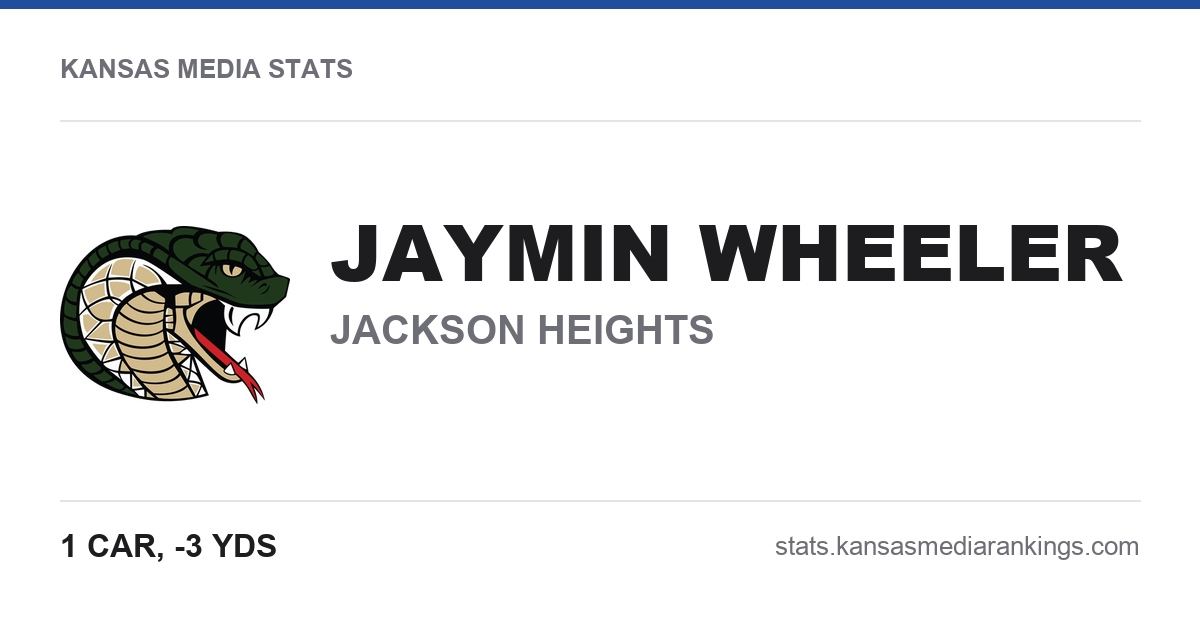 KANSAS MEDIA STATS
JAYMIN WHEELER
JACKSON HEIGHTS
1 CAR, -3 YDS
stats.kansasmediarankings.com